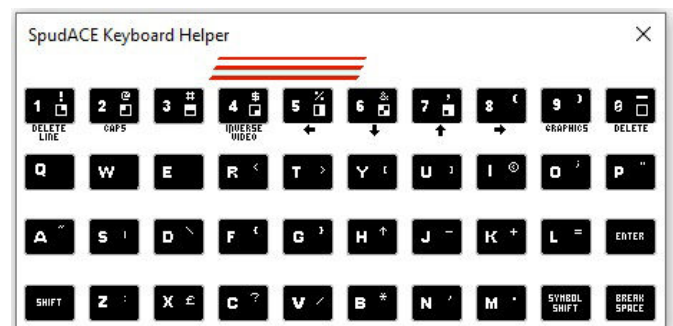 SpudACE Keyboard Helper
1 ! 2 @ 3 # 4 $ 5 % 6 & 7 ' 8 ( 9 ) 0 _
DELETE LINE CAPS INVERSE VIDEO ← ↓ ↑ → GRAPHICS DELETE
Q W E R < T > Y [ U ] I © O ; P "
A ~ S | D \ F { G } H ↑ J - K + L = ENTER
SHIFT Z : X £ C ? V / B * N , M . SYMBOL SHIFT BREAK SPACE